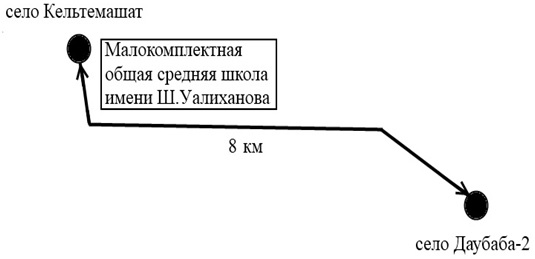 село Кельтемашат
Малокомплектная
общая средняя школа
имени Ш.Уалиханова
8 км
село Даубаба-2